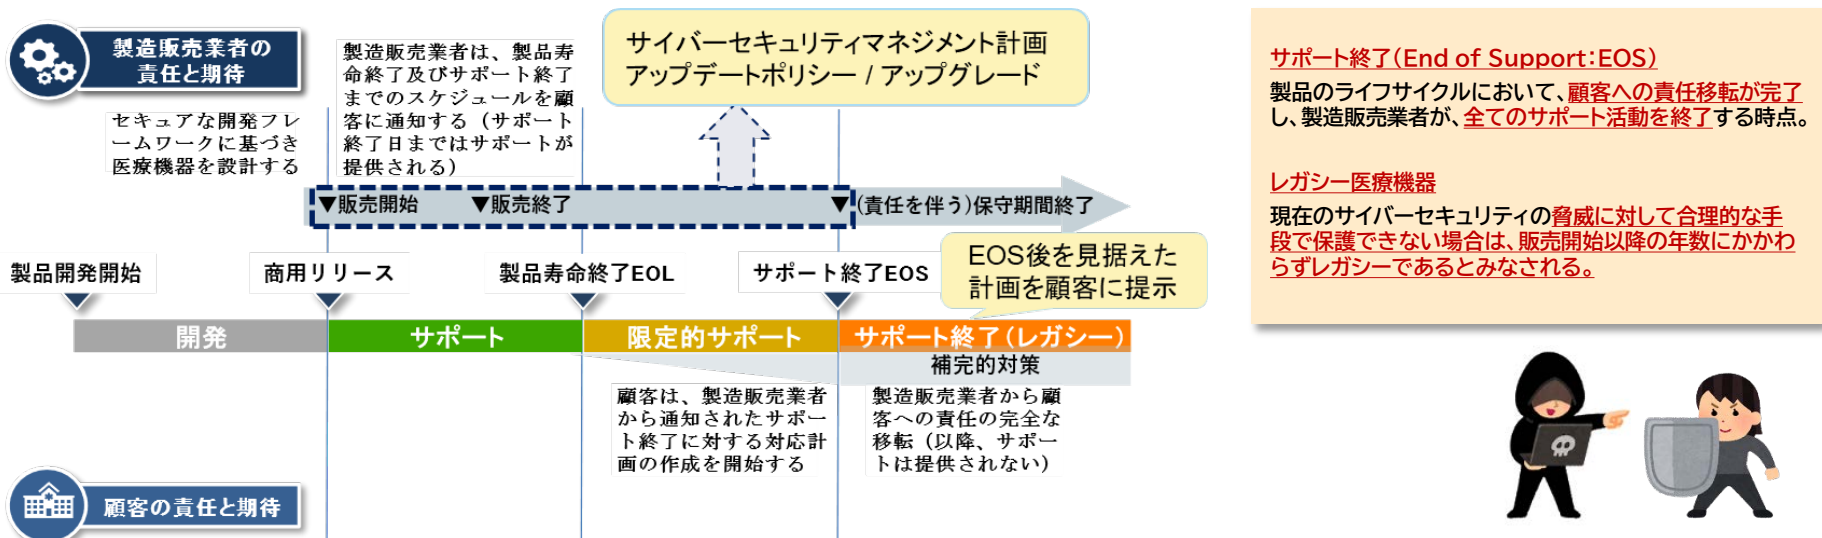 製造販売業者の
責任と期待
セキュアな開発フレ
ームワークに基づき
医療機器を設計する
製造販売業者は、製品寿
命終了及びサポート終了
までのスケジュールを顧
客に通知する（サポート
終了日まではサポートが
提供される）
サイバーセキュリティマネジメント計画
アップデートポリシー / アップグレード
▼販売開始
▼販売終了
▼(責任を伴う)保守期間終了
製品開発開始
商用リリース
製品寿命終了EOL
サポート終了EOS
EOS後を見据えた
計画を顧客に提示
開発
サポート
限定的サポート
サポート終了(レガシー)
補完的対策
顧客は、製造販売業者
から通知されたサポー
ト終了に対する対応計
画の作成を開始する
製造販売業者から顧
客への責任の完全な
移転（以降、サポー
トは提供されない）
顧客の責任と期待
サポート終了(End of Support:EOS)
製品のライフサイクルにおいて、顧客への責任移転が完了
し、製造販売業者が、全てのサポート活動を終了する時点。
レガシー医療機器
現在のサイバーセキュリティの脅威に対して合理的な手
段で保護できない場合は、販売開始以降の年数にかかわ
らずレガシーであるとみなされる。